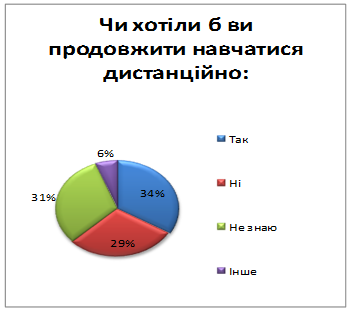 Чи хотіли б ви
продовжити навчатися
дистанційно:
6%
34%
31%
29%
Так
Ні
Не знаю
Інше